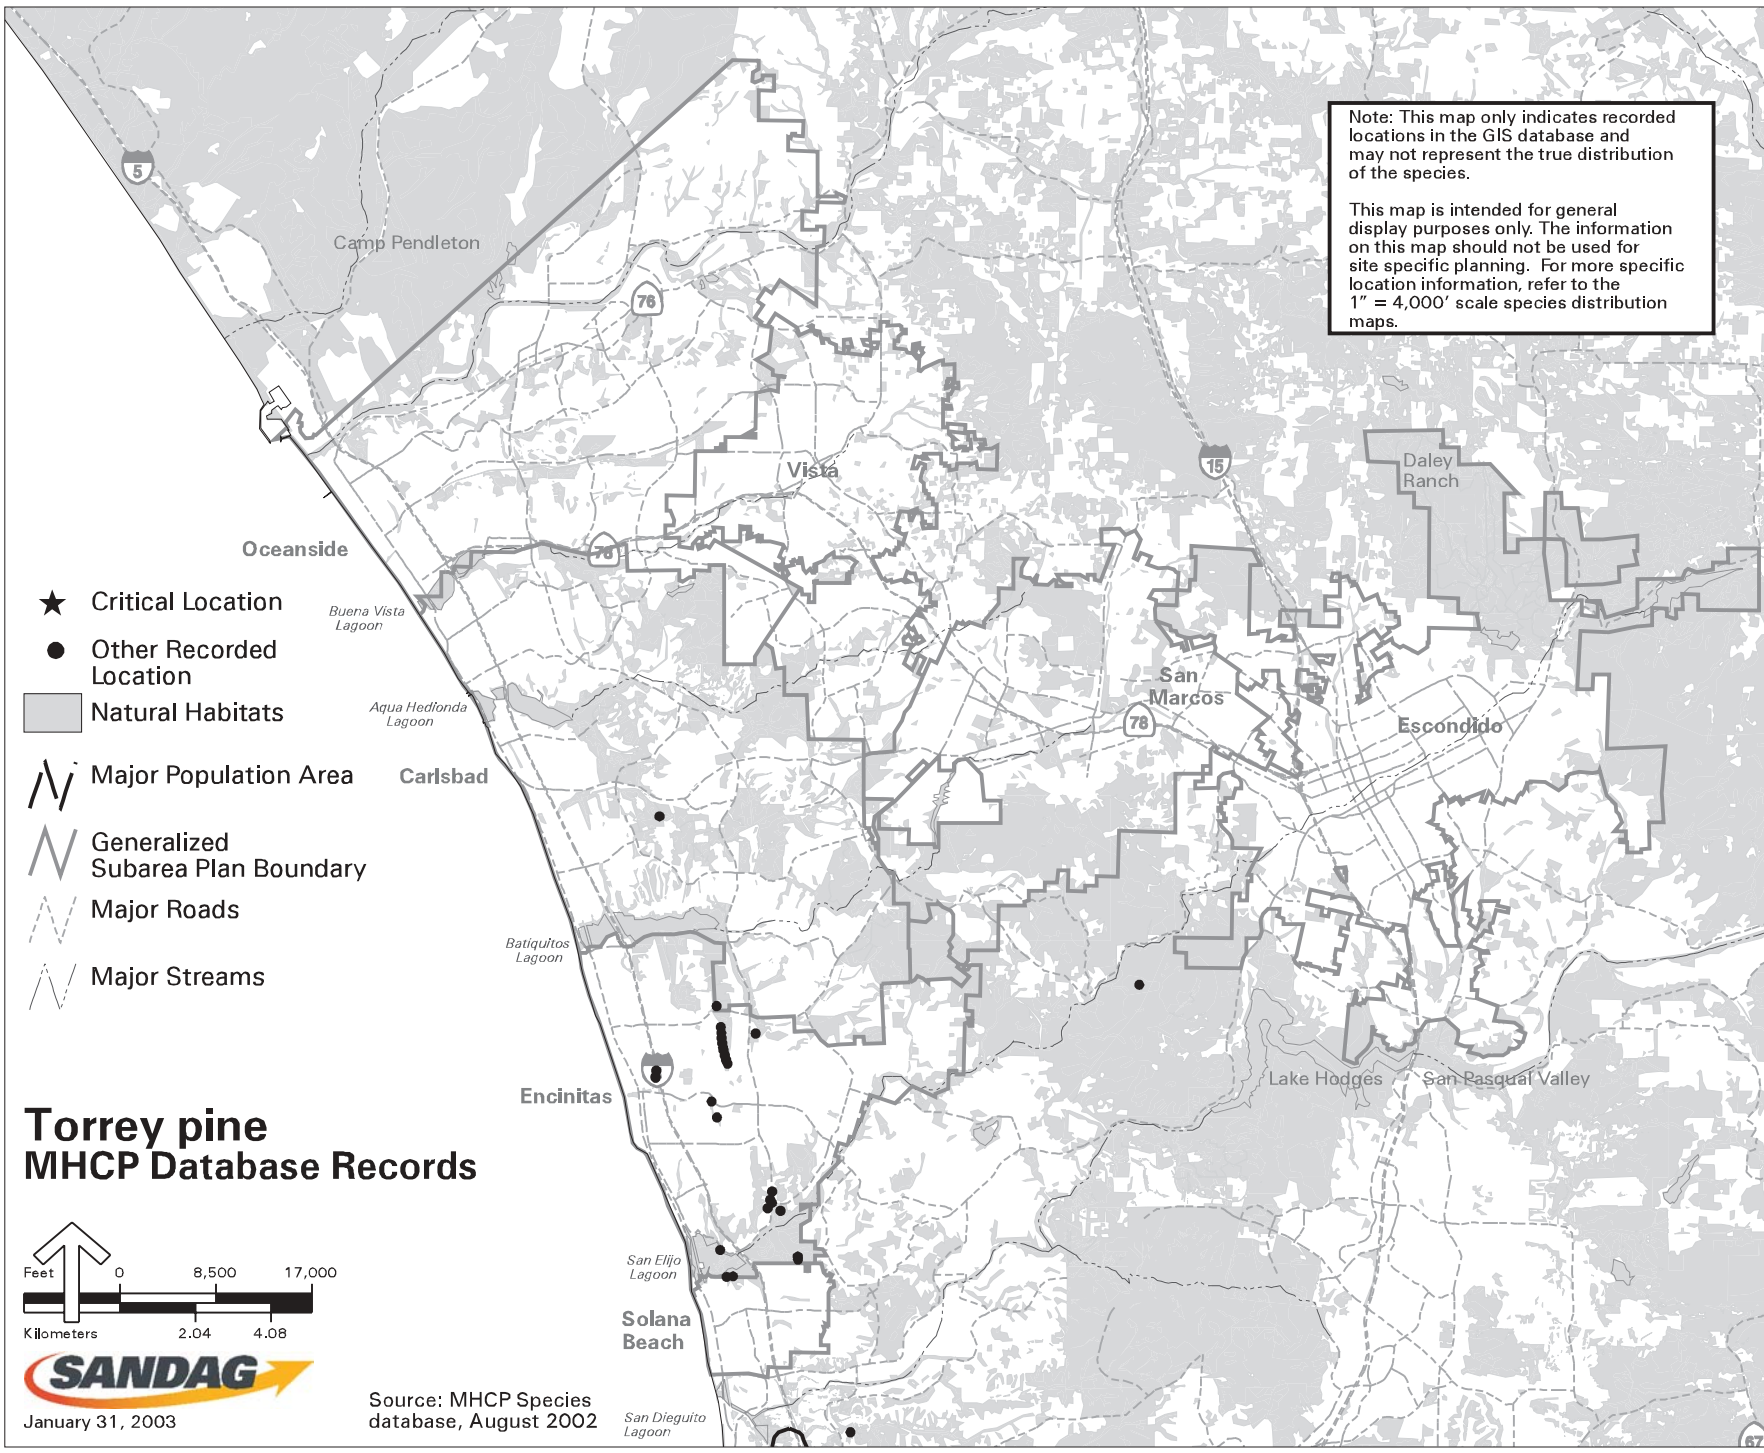 Note: This map only indicates recorded
locations in the GIS database and
may not represent the true distribution
of the species.
This map is intended for general
display purposes only. The information
on this map should not be used for
site specific planning. For more specific
location information, refer to the
1” = 4,000’ scale species distribution
maps.
5
Camp Pendleton
76
Vista
15
Daley
Ranch
Oceanside
78
Buena Vista
Lagoon
San
Marcos
78
Escondido
Aqua Hedionda
Lagoon
Carlsbad
Batiquitos
Lagoon
Encinitas
Lake Hodges
San Pasqual Valley
San Elijo
Lagoon
Solana
Beach
San Dieguito
Lagoon
67
Critical Location
Other Recorded
Location
Natural Habitats
Major Population Area
Generalized
Subarea Plan Boundary
Major Roads
Major Streams
Torrey pine
MHCP Database Records
Feet 0 8,500 17,000
Kilometers 2.04 4.08
SANDAG
January 31, 2003
Source: MHCP Species
database, August 2002